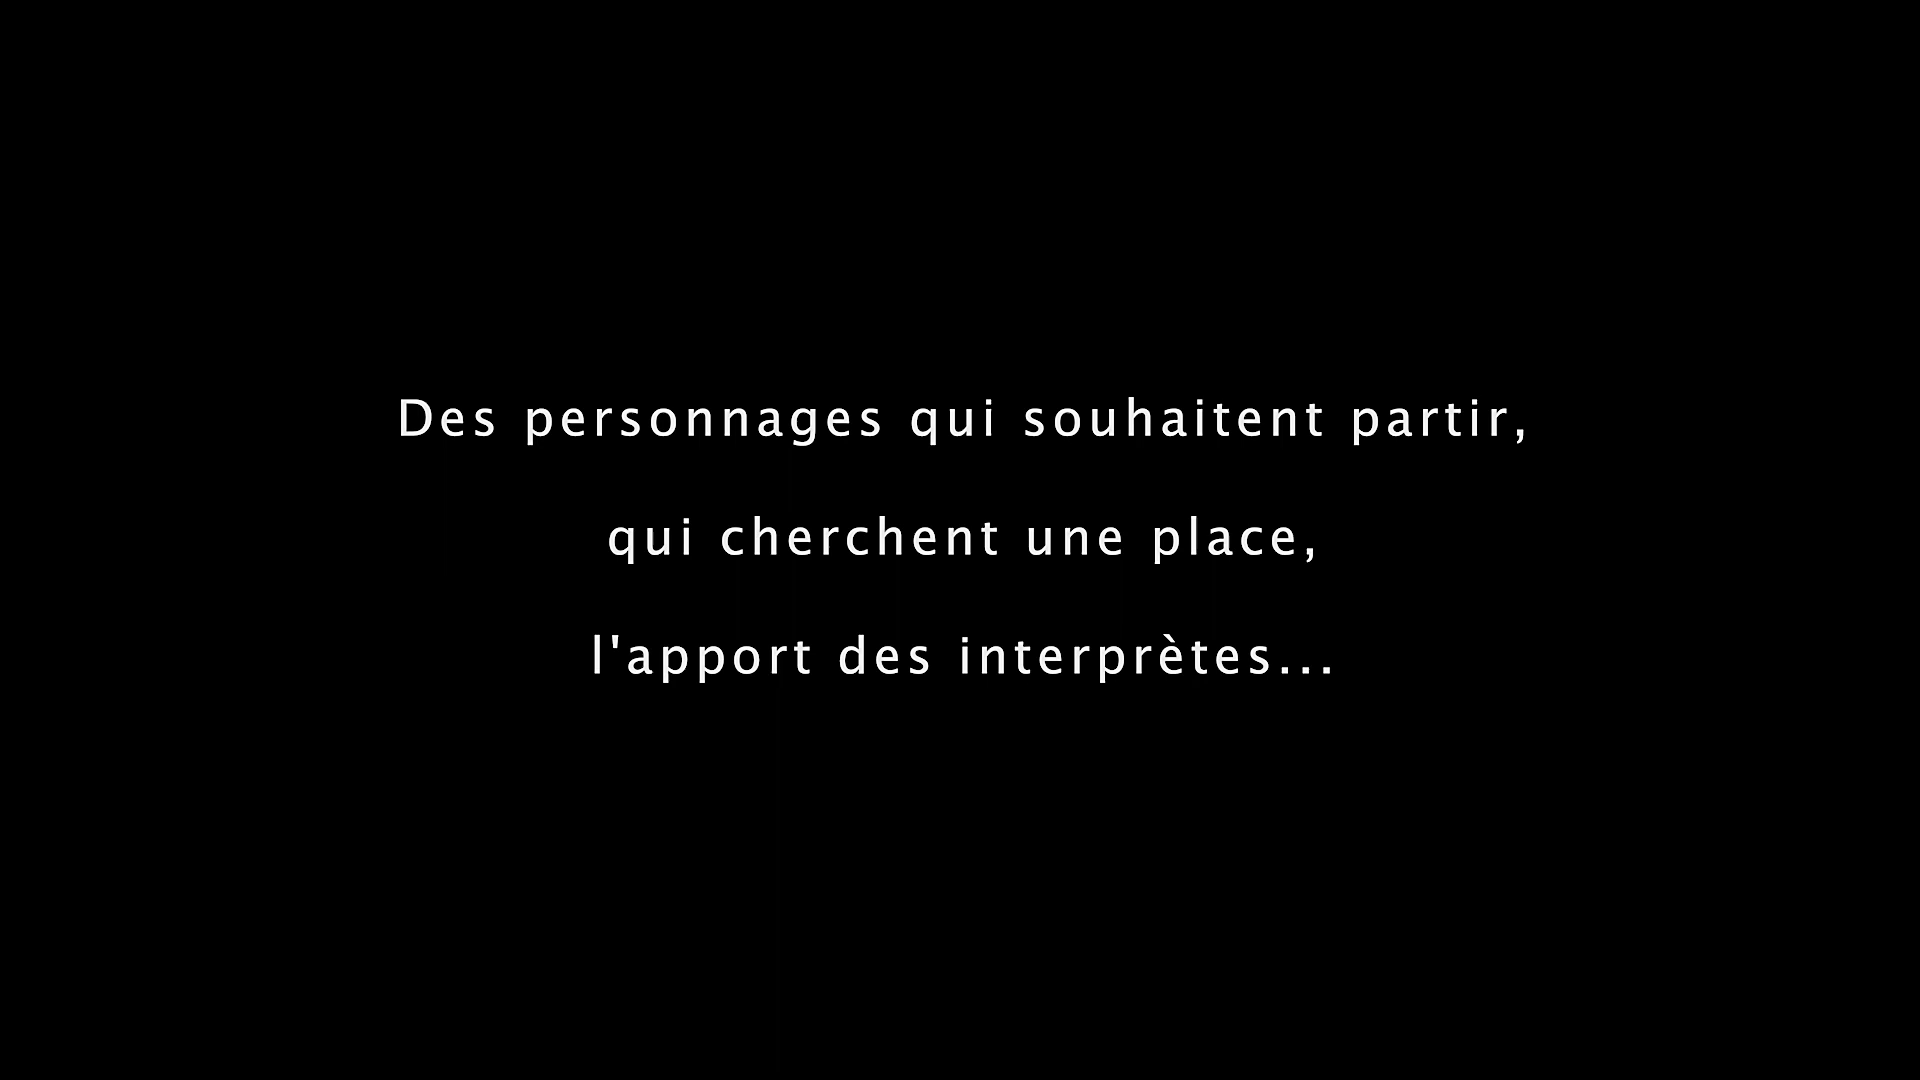 Des personnages qui souhaitent partir,
qui cherchent une place,
l'apport des interprètes...